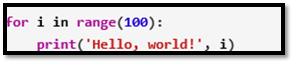 for i in range(100):
    print('Hello, world!', i)